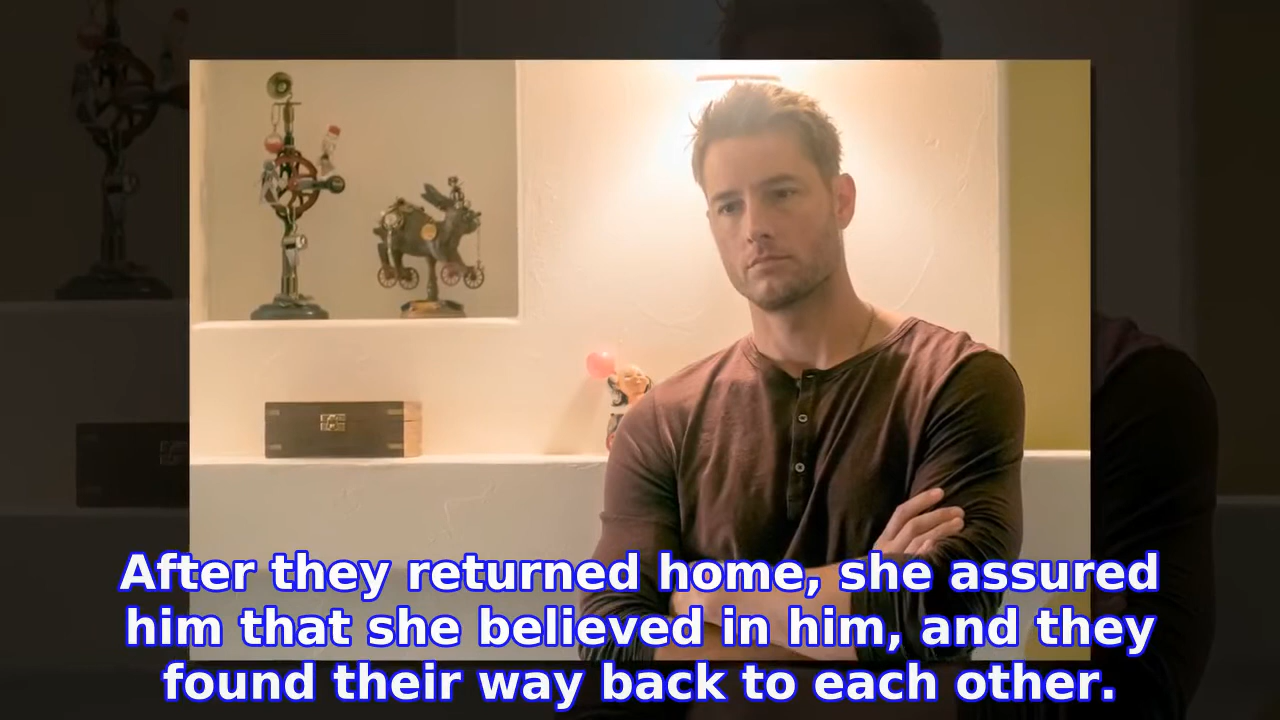 After they returned home, she assured
him that she believed in him, and they
found their way back to each other.